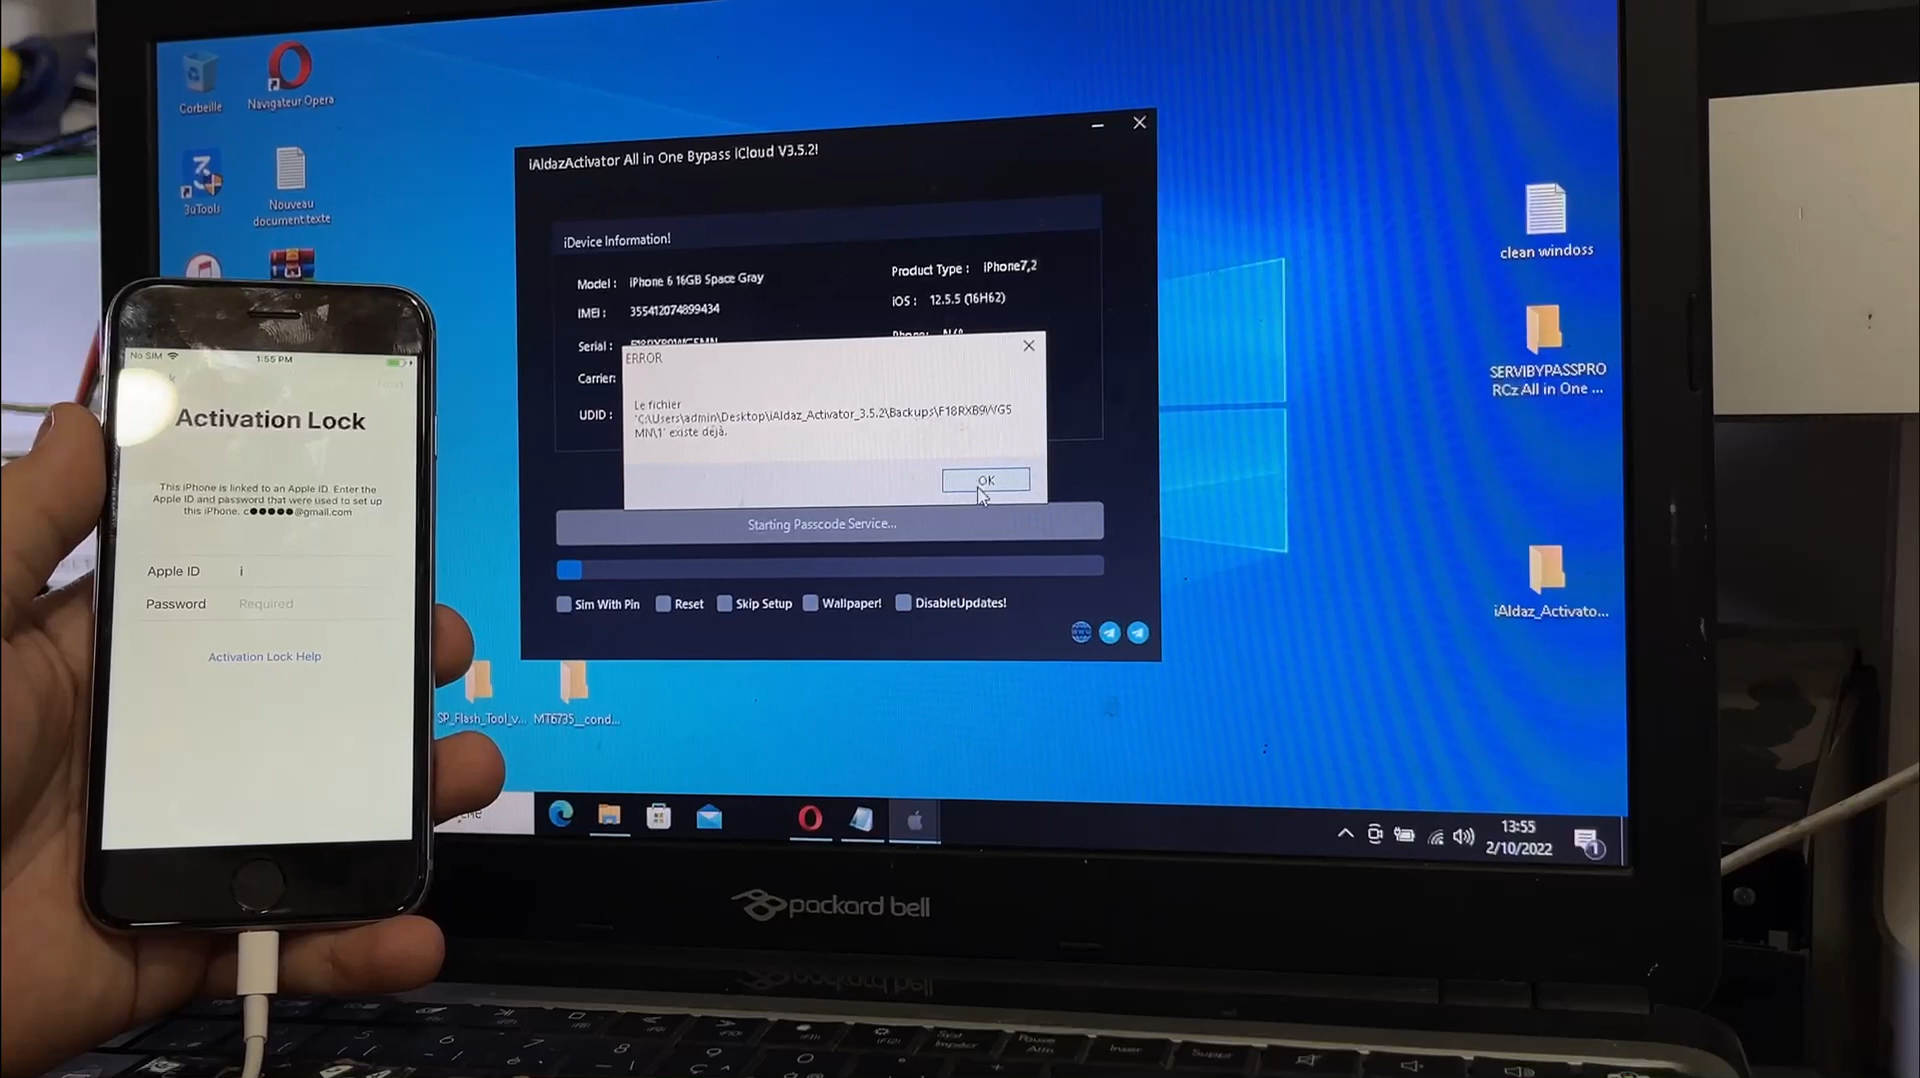 Corbeille
Navigateur Opera
3uTools
Nouveau
document texte
clean windoss
SERVIBYPASSPRO
RCz All in One ...
iAldaz_Activato...
SP_Flash_Tool_v...
MT6735__cond...
iAldazActivator All in One Bypass iCloud V3.5.2!
iDevice Information!
Model : iPhone 6 16GB Space Gray
Product Type : iPhone7,2
IMEI : 355412074899434
iOS : 12.5.5 (16H62)
Phone: N/A
Serial :
Carrier:
UDID :
ERROR
Le fichier
'C:\Users\admin\Desktop\iAldaz_Activator_3.5.2\Backups\F18RXB9WG5
MN\1' existe déjà.
OK
Starting Passcode Service...
Sim With Pin
Reset
Skip Setup
Wallpaper!
DisableUpdates!
13:55
2/10/2022
1
packard bell
No SIM
1:55 PM
Activation Lock
This iPhone is linked to an Apple ID. Enter the
Apple ID and password that were used to set up
this iPhone. c●●●●●@gmail.com
Apple ID i
Password Required
Activation Lock Help